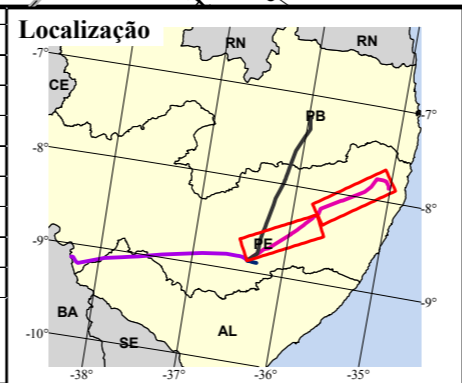 Localização
RN
RN
-7°
CE
PB
-7°
-8°
-8°
-9°
PE
-9°
BA
AL
SE
-10°
-38°
-37°
-36°
-35°